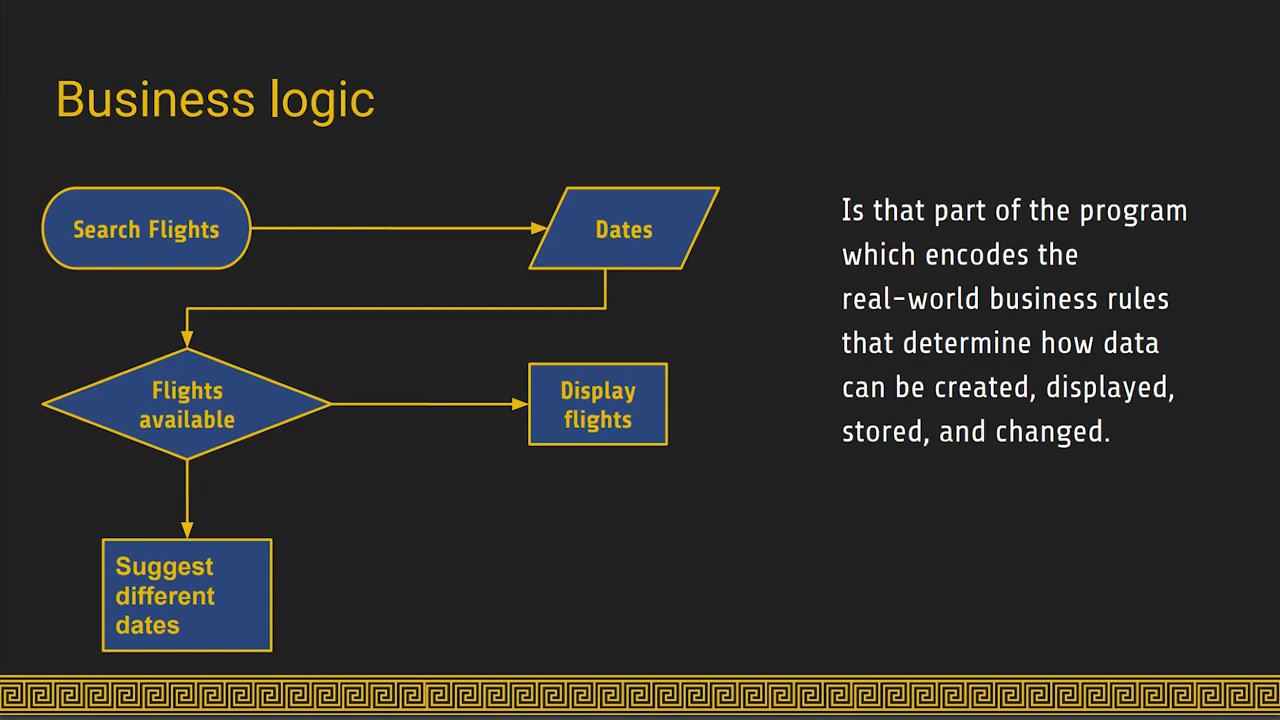 Business logic
Search Flights
Dates
Flights
available
Display
flights
Suggest
different
dates
Is that part of the program
which encodes the
real-world business rules
that determine how data
can be created, displayed,
stored, and changed.